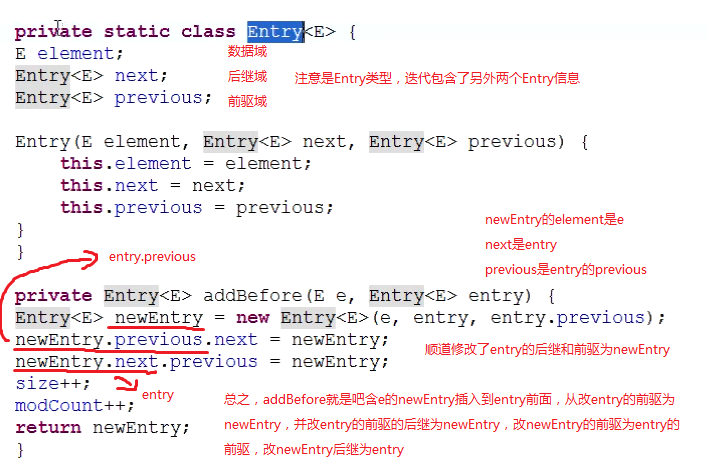 private static class Entry<E> {
E element; 数据域
Entry<E> next; 后继域 注意是Entry类型，迭代包含了另外两个Entry信息
Entry<E> previous; 前驱域
Entry(E element, Entry<E> next, Entry<E> previous) {
this.element = element;
this.next = next;
this.previous = previous;
}
newEntry的element是e
}
next是entry
entry.previous
previous是entry的previous
private Entry<E> addBefore(E e, Entry<E> entry) {
Entry<E> newEntry = new Entry<E>(e, entry, entry.previous);
newEntry.previous.next = newEntry;
顺道修改了entry的后继和前驱为newEntry
newEntry.next.previous = newEntry;
size++;
entry
modCount++;
return newEntry;
}
总之，addBefore就是吧含e的newEntry插入到entry前面，从改entry的前驱为
newEntry，并改entry的前驱的后继为newEntry，改newEntry的前驱为entry的
前驱，改newEntry后继为entry